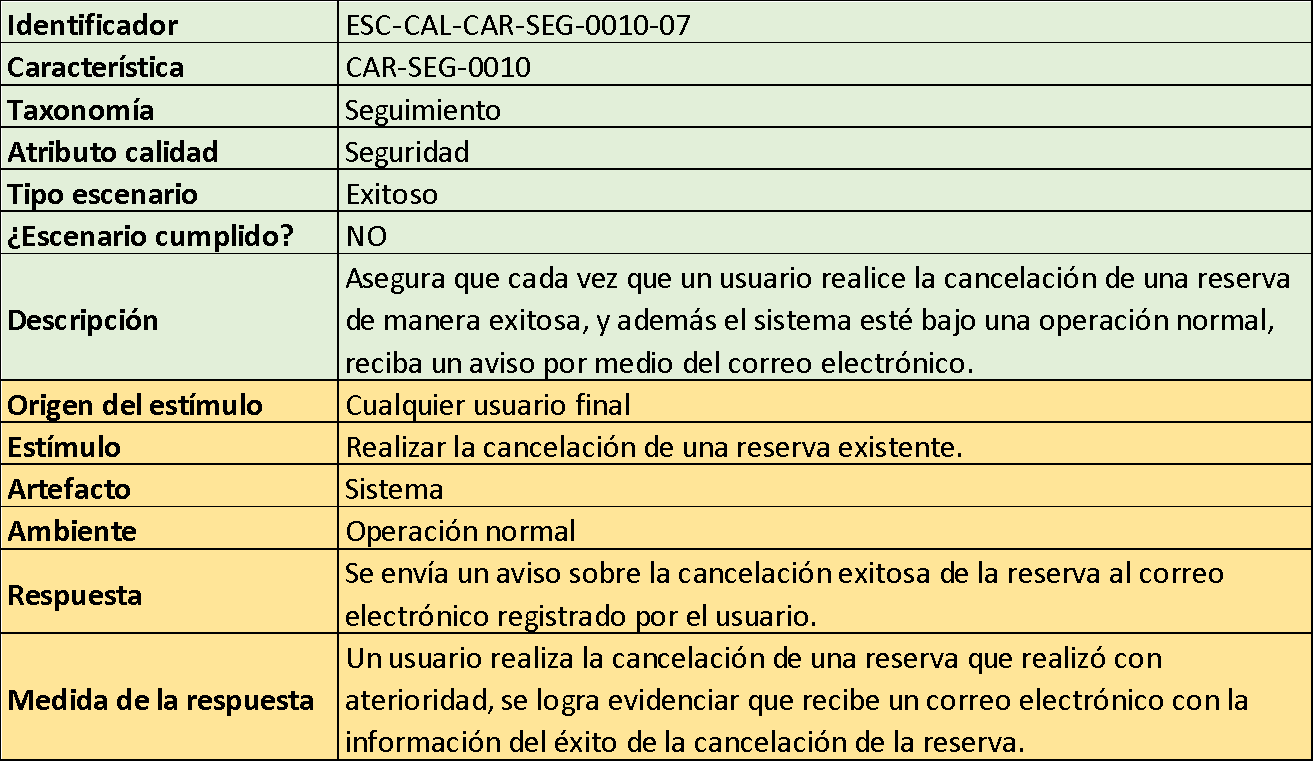 Identificador ESC-CAL-CAR-SEG-0010-07
Característica CAR-SEG-0010
Taxonomía Seguimiento
Atributo calidad Seguridad
Tipo escenario Exitoso
¿Escenario cumplido? NO
Descripción
Asegura que cada vez que un usuario realice la cancelación de una reserva
de manera exitosa, y además el sistema esté bajo una operación normal,
reciba un aviso por medio del correo electrónico.
Origen del estímulo Cualquier usuario final
Estímulo Realizar la cancelación de una reserva existente.
Artefacto Sistema
Ambiente Operación normal
Respuesta
Se envía un aviso sobre la cancelación exitosa de la reserva al correo
electrónico registrado por el usuario.
Medida de la respuesta
Un usuario realiza la cancelación de una reserva que realizó con
aterioridad, se logra evidenciar que recibe un correo electrónico con la
información del éxito de la cancelación de la reserva.